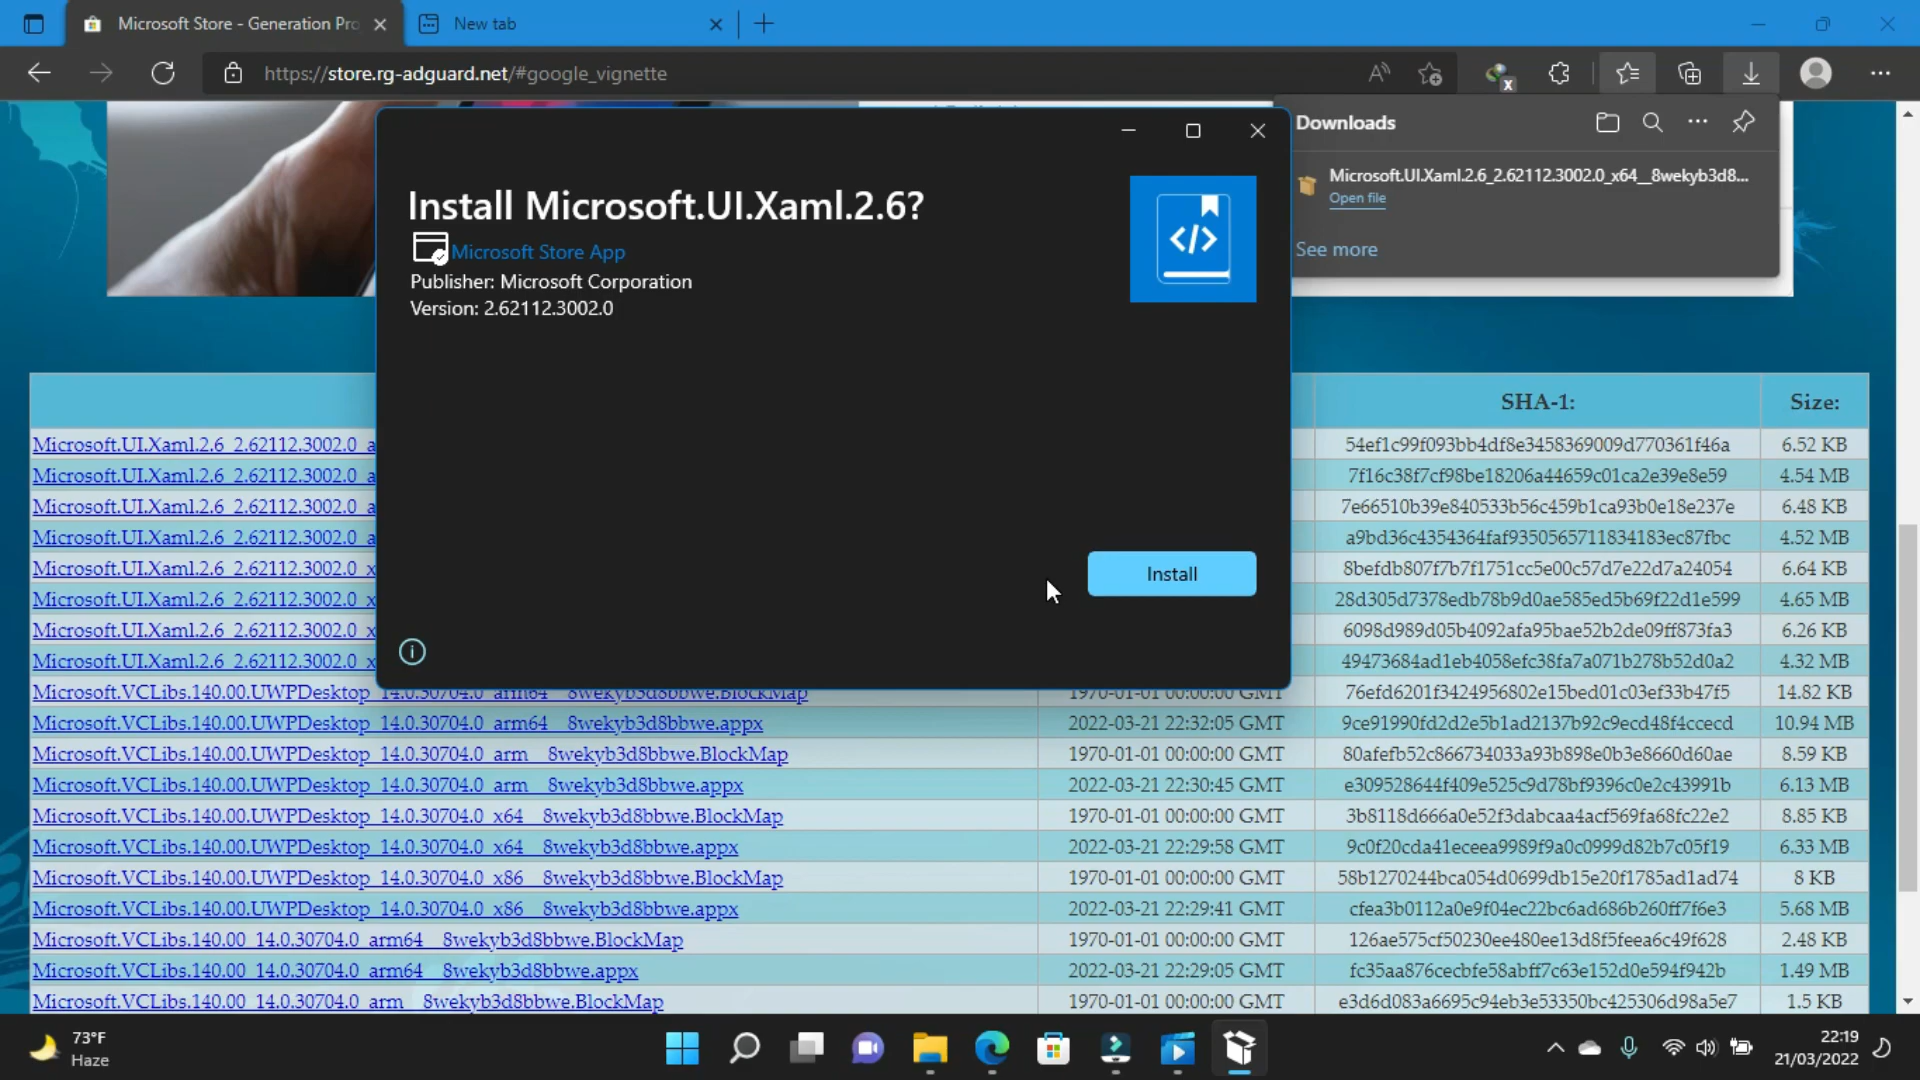 Microsoft Store - Generation Pro
New tab
https://store.rg-adguard.net/#google_vignette
Downloads
Microsoft.UI.Xaml.2.6_2.62112.3002.0_x64__8wekyb3d8...
Open file
See more
Install Microsoft.UI.Xaml.2.6?
Microsoft Store App
Publisher: Microsoft Corporation
Version: 2.62112.3002.0
Install
SHA-1: Size:
Microsoft.UI.Xaml.2.6_2.62112.3002.0_a 54ef1c99f093bb4df8e3458369009d770361f46a 6.52 KB
Microsoft.UI.Xaml.2.6_2.62112.3002.0_a 7f16c38f7cf98be18206a44659c01ca2e39e8e59 4.54 MB
Microsoft.UI.Xaml.2.6_2.62112.3002.0_a 7e66510b39e840533b56c459b1ca93b0e18e237e 6.48 KB
Microsoft.UI.Xaml.2.6_2.62112.3002.0_a a9bd36c4354364faf9350565711834183ec87fbc 4.52 MB
Microsoft.UI.Xaml.2.6_2.62112.3002.0_x 8befdb807f7b7f1751cc5e00c57d7e22d7a24054 6.64 KB
Microsoft.UI.Xaml.2.6_2.62112.3002.0_x 28d305d7378edb78b9d0ae585ed5b69f22d1e599 4.65 MB
Microsoft.UI.Xaml.2.6_2.62112.3002.0_x 6098d989d05b4092afa95bae52b2de09ff873fa3 6.26 KB
Microsoft.UI.Xaml.2.6_2.62112.3002.0_x 49473684ad1eb4058efc38fa7a071b278b52d0a2 4.32 MB
Microsoft.VCLibs.140.00.UWPDesktop_14.0.30704.0_arm64__8wekyb3d8bbwe.BlockMap 1970-01-01 00:00:00 GMT 76efd6201f3424956802e15bed01c03ef33b47f5 14.82 KB
Microsoft.VCLibs.140.00.UWPDesktop_14.0.30704.0_arm64__8wekyb3d8bbwe.appx 2022-03-21 22:32:05 GMT 9ce91990fd2d2e5b1ad2137b92c9ecd48f4ccecd 10.94 MB
Microsoft.VCLibs.140.00.UWPDesktop_14.0.30704.0_arm__8wekyb3d8bbwe.BlockMap 1970-01-01 00:00:00 GMT 80afefb52c866734033a93b898e0b3e8660d60ae 8.59 KB
Microsoft.VCLibs.140.00.UWPDesktop_14.0.30704.0_arm__8wekyb3d8bbwe.appx 2022-03-21 22:30:45 GMT e309528644f409e525c9d78bf9396c0e2c43991b 6.13 MB
Microsoft.VCLibs.140.00.UWPDesktop_14.0.30704.0_x64__8wekyb3d8bbwe.BlockMap 1970-01-01 00:00:00 GMT 3b8118d666a0e52f3dabcaa4acf569fa68fc22e2 8.85 KB
Microsoft.VCLibs.140.00.UWPDesktop_14.0.30704.0_x64__8wekyb3d8bbwe.appx 2022-03-21 22:29:58 GMT 9c0f20cda41eceea9989f9a0c0999d82b7c05f19 6.33 MB
Microsoft.VCLibs.140.00.UWPDesktop_14.0.30704.0_x86__8wekyb3d8bbwe.BlockMap 1970-01-01 00:00:00 GMT 58b1270244bca054d0699db15e20f1785ad1ad74 8 KB
Microsoft.VCLibs.140.00.UWPDesktop_14.0.30704.0_x86__8wekyb3d8bbwe.appx 2022-03-21 22:29:41 GMT cfea3b0112a0e9f04ec22bc6ad686b260ff7f6e3 5.68 MB
Microsoft.VCLibs.140.00_14.0.30704.0_arm64__8wekyb3d8bbwe.BlockMap 1970-01-01 00:00:00 GMT 126ae575cf50230ee480ee13d8f5feea6c49f628 2.48 KB
Microsoft.VCLibs.140.00_14.0.30704.0_arm64__8wekyb3d8bbwe.appx 2022-03-21 22:29:05 GMT fc35aa876cecbfe58abff7c63e152d0e594f942b 1.49 MB
Microsoft.VCLibs.140.00_14.0.30704.0_arm__8wekyb3d8bbwe.BlockMap 1970-01-01 00:00:00 GMT e3d6d083a6695c94eb3e53350bc425306d98a5e7 1.5 KB
73°F
Haze
22:19
21/03/2022